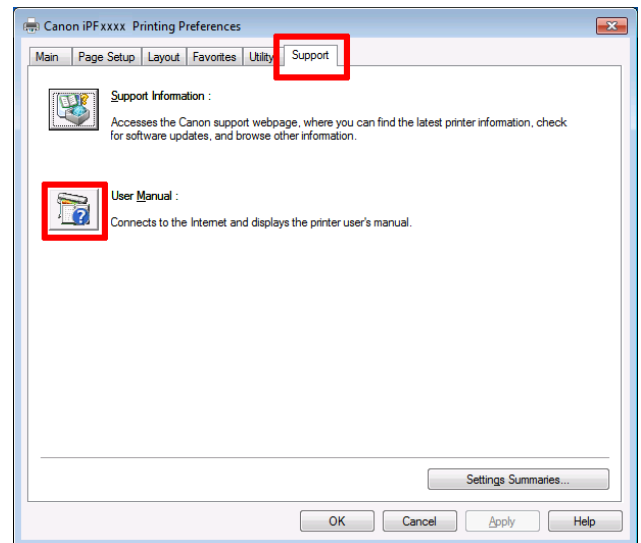 Canon iPFxxxx Printing Preferences
Main Page Setup Layout Favorites Utility Support
Support Information :
Accesses the Canon support webpage, where you can find the latest printer information, check
for software updates, and browse other information.
User Manual :
Connects to the Internet and displays the printer user's manual.
Settings Summaries...
OK Cancel Apply Help